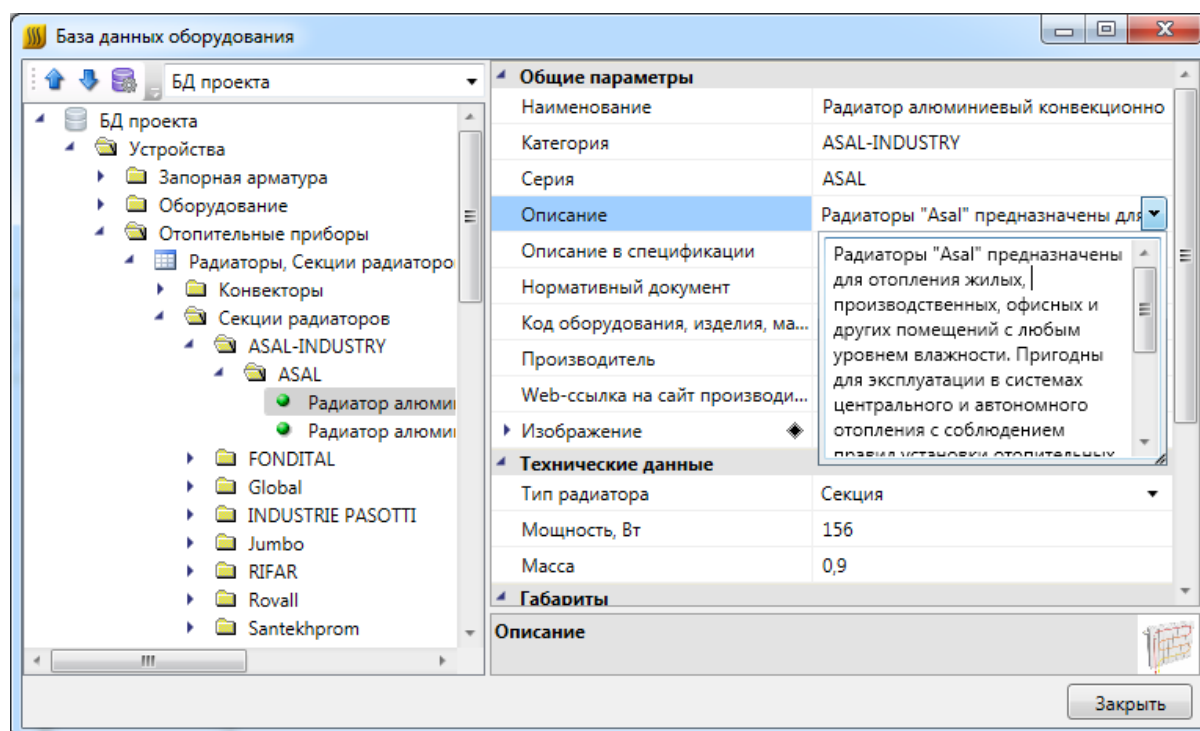 База данных оборудования
БД проекта
БД проекта
Устройства
Запорная арматура
Оборудование
Отопительные приборы
Радиаторы, Секции радиаторо
Конвекторы
Секции радиаторов
ASAL-INDUSTRY
ASAL
Радиатор алюми
Радиатор алюми
FONDITAL
Global
INDUSTRIE PASOTTI
Jumbo
RIFAR
Rovall
Santekhprom
Общие параметры
Наименование Радиатор алюминиевый конвекционно
Категория ASAL-INDUSTRY
Серия ASAL
Описание Радиаторы "Asal" предназначены для
Описание в спецификации
Нормативный документ
Код оборудования, изделия, ма...
Производитель
Web-ссылка на сайт производи...
Изображение
Радиаторы "Asal" предназначены
для отопления жилых,
производственных, офисных и
других помещений с любым
уровнем влажности. Пригодны
для эксплуатации в системах
центрального и автономного
отопления с соблюдением
правил установки отопительных
Технические данные
Тип радиатора Секция
Мощность, Вт 156
Масса 0,9
Габариты
Описание
Закрыть